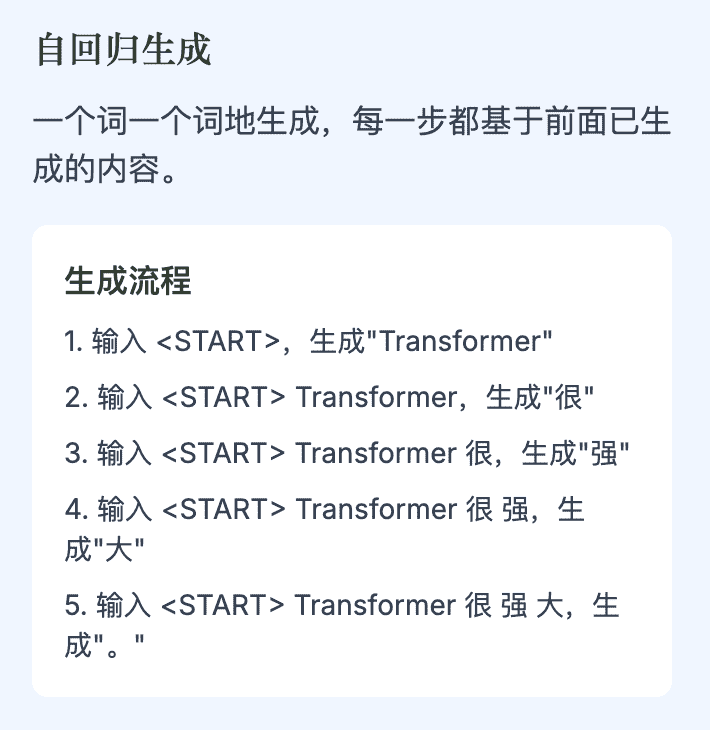 自回归生成
一个词一个词地生成，每一步都基于前面已生
成的内容。
生成流程
1. 输入 <START>，生成"Transformer"
2. 输入 <START> Transformer，生成"很"
3. 输入 <START> Transformer 很，生成"强"
4. 输入 <START> Transformer 很 强，生
成"大"
5. 输入 <START> Transformer 很 强 大，生
成"。"